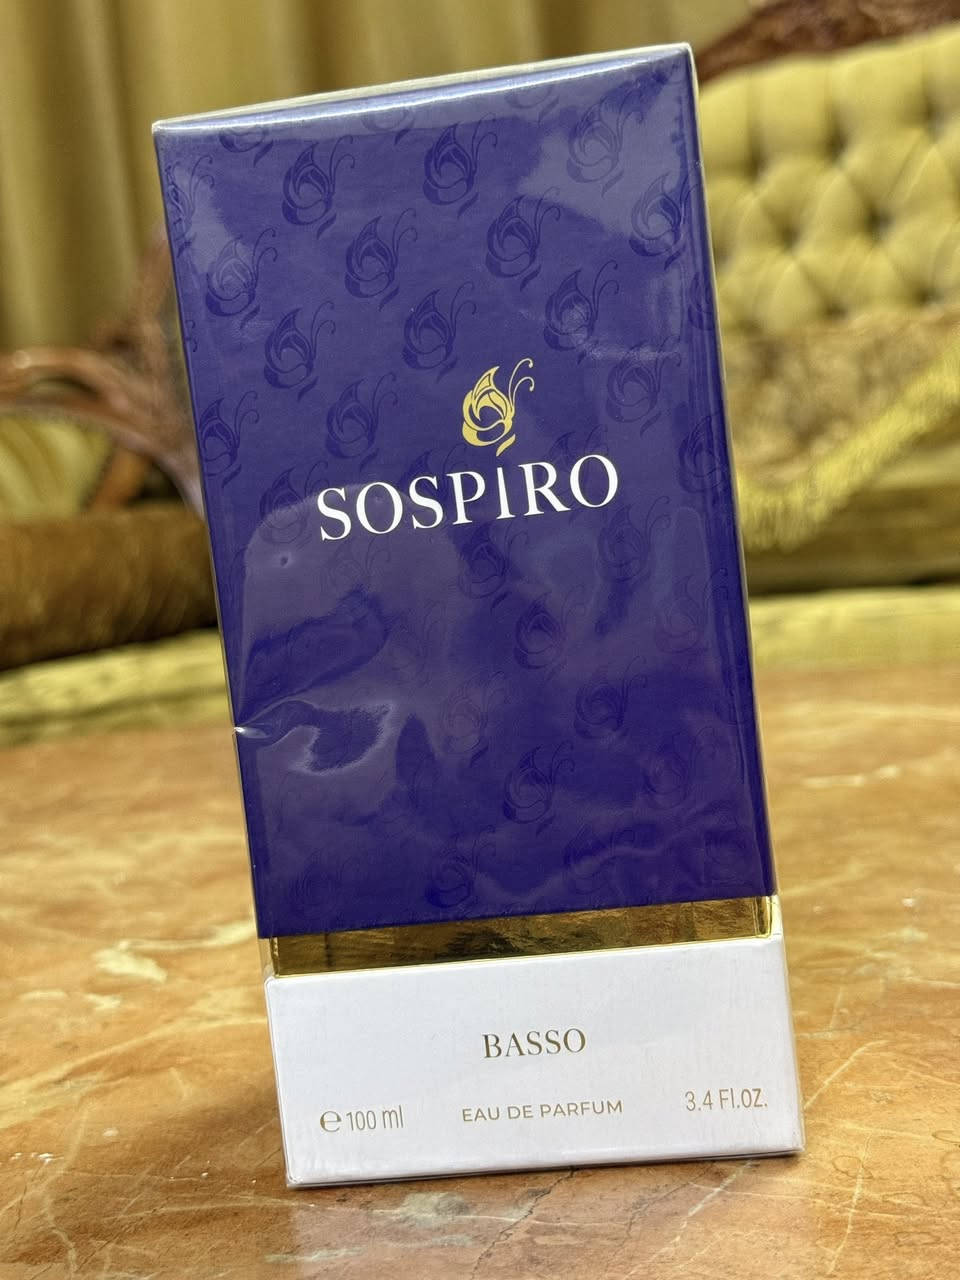 SOSPIRO
BASSO
℮ 100 ml EAU DE PARFUM 3.4 Fl.OZ.